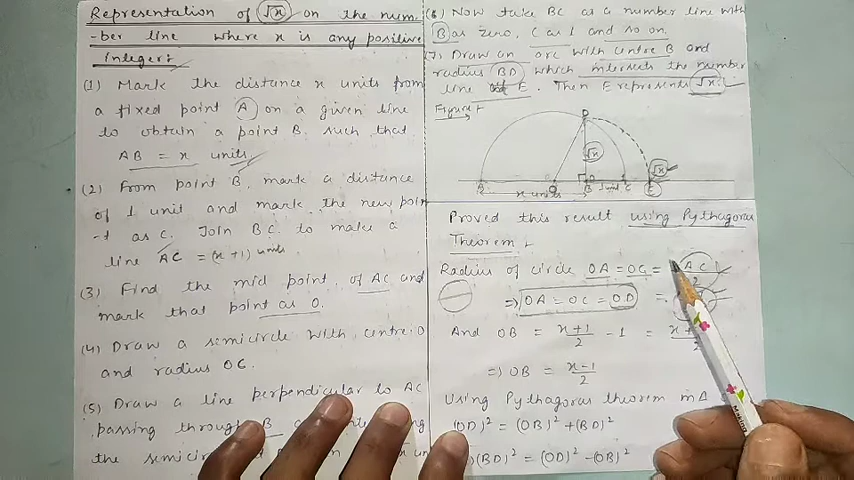 Representation of √x on the num-
-ber line where x is any positive
Integer:
(1) Mark the distance x units from
a fixed point A on a given line
to obtain a point B. such that
AB = x units.
(2) From point B, mark a distance
of 1 unit and mark the new poin
-t as C. Join BC to make a
line AC = (x+1) units
(3) Find the mid point of AC and
mark that point as O.
(4) Draw a semicircle with centre O
and radius OC.
(5) Draw a line perpendicular to AC
passing through B
the semicir
(6) Now take BC as a number line with
B as zero, C as 1 and so on.
(7) Draw an arc with centre B and
radius BD which intersects the number
line at E. Then E represents √x.
Figure
D
√x
√x
A O B C E
x units 1unit
Proved this result using Pythagoras
Theorem
Radius of circle OA = OC = AC
⇒ OA = OC = OD =
And OB = x+1/2 - 1 =
⇒ OB = x-1/2
Using Pythagoras theorem in Δ
(OD)² = (OB)² + (BD)²
(BD)² = (OD)² - (OB)²